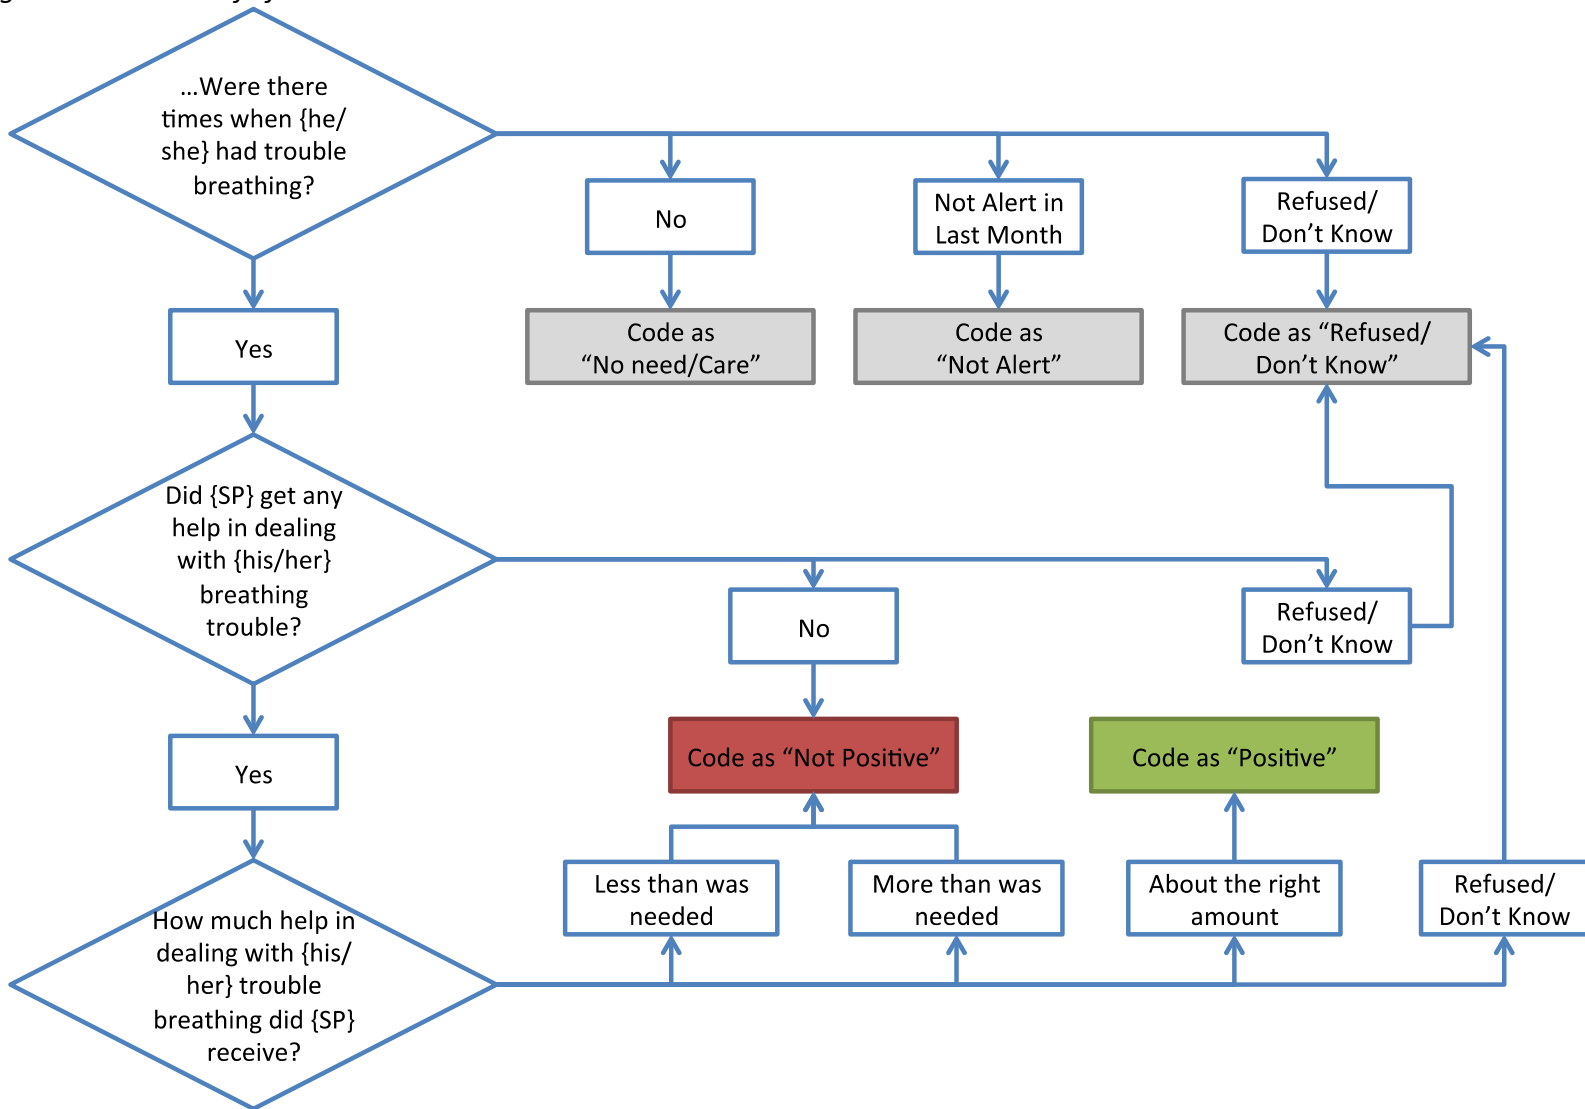 ...Were there
times when {he/
she} had trouble
breathing?
No
Not Alert in
Last Month
Refused/
Don’t Know
Yes
Code as
“No need/Care”
Code as
“Not Alert”
Code as “Refused/
Don’t Know”
Did {SP} get any
help in dealing
with {his/her}
breathing
trouble?
No
Refused/
Don’t Know
Yes
Code as “Not Positive”
Code as “Positive”
Less than was
needed
More than was
needed
About the right
amount
Refused/
Don’t Know
How much help in
dealing with {his/
her} trouble
breathing did {SP}
receive?